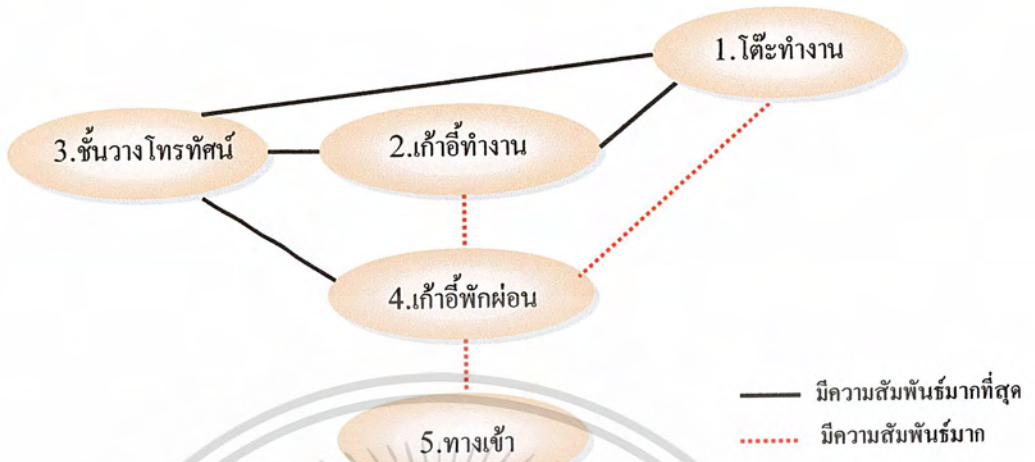 1.โต๊ะทำงาน
3.ชั้นวางโทรทัศน์
2.เก้าอี้ทำงาน
4.เก้าอี้พักผ่อน
มีความสัมพันธ์มากที่สุด
มีความสัมพันธ์มาก
5.ทางเข้า